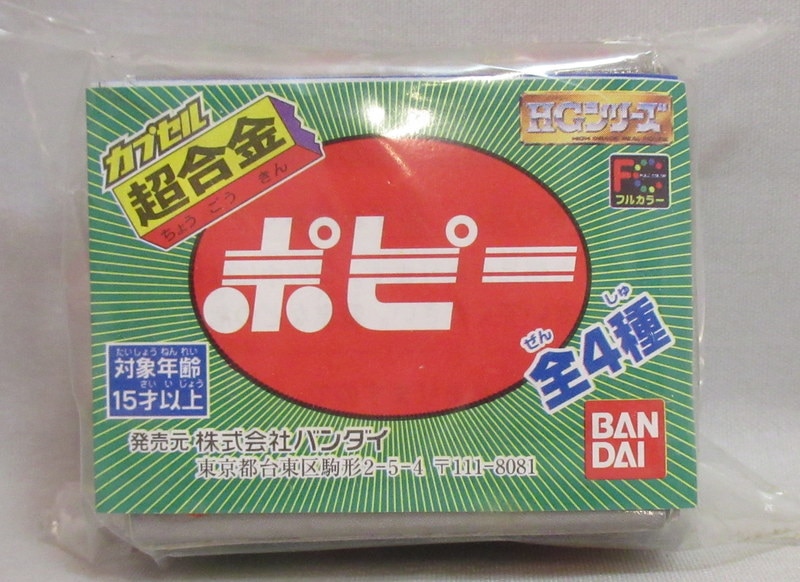 カプセル
超合金
ちょうごうきん
HGシリーズ
フルカラー
ポピー
ぜん しゅ
全4種
たいしょうねんれい
対象年齢
さいいじょう
15才以上
BAN
DAI
発売元 株式会社バンダイ
東京都台東区駒形2-5-4 〒111-8081